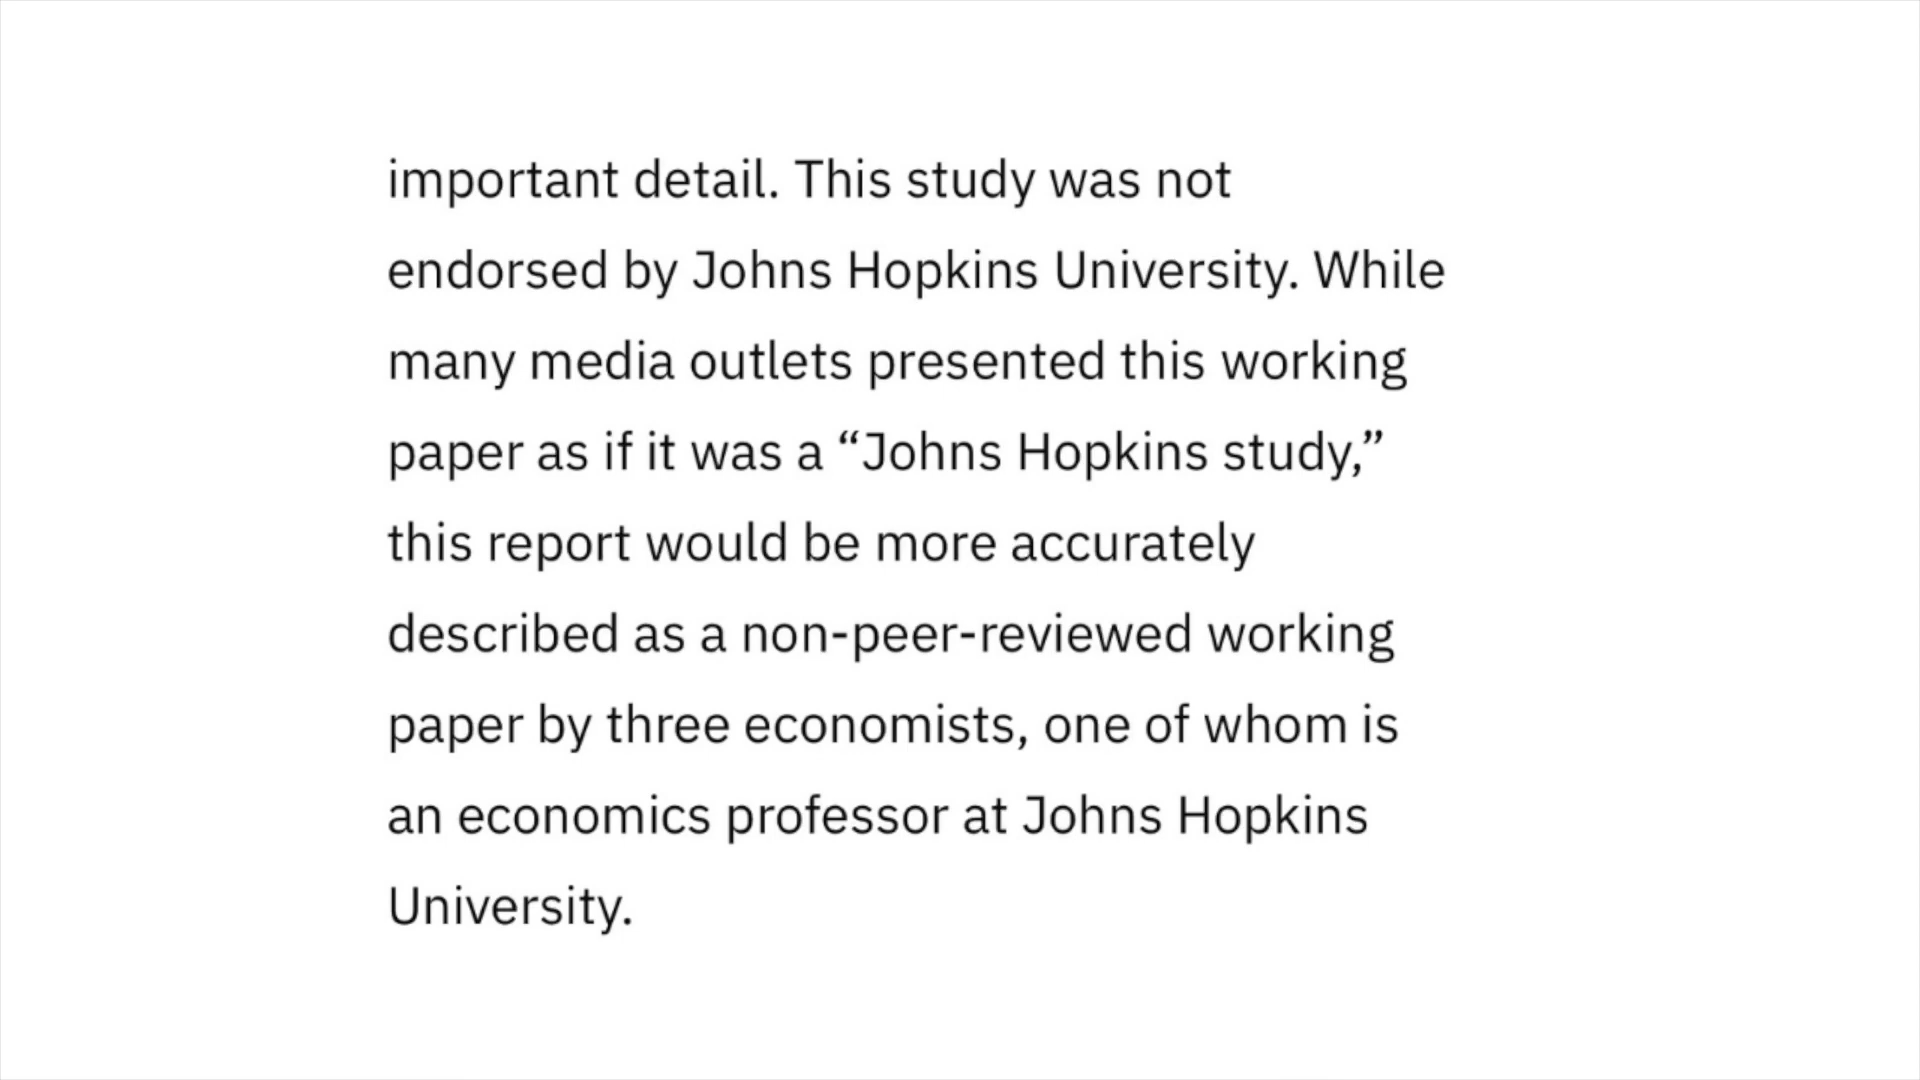 important detail. This study was not
endorsed by Johns Hopkins University. While
many media outlets presented this working
paper as if it was a “Johns Hopkins study,”
this report would be more accurately
described as a non-peer-reviewed working
paper by three economists, one of whom is
an economics professor at Johns Hopkins
University.